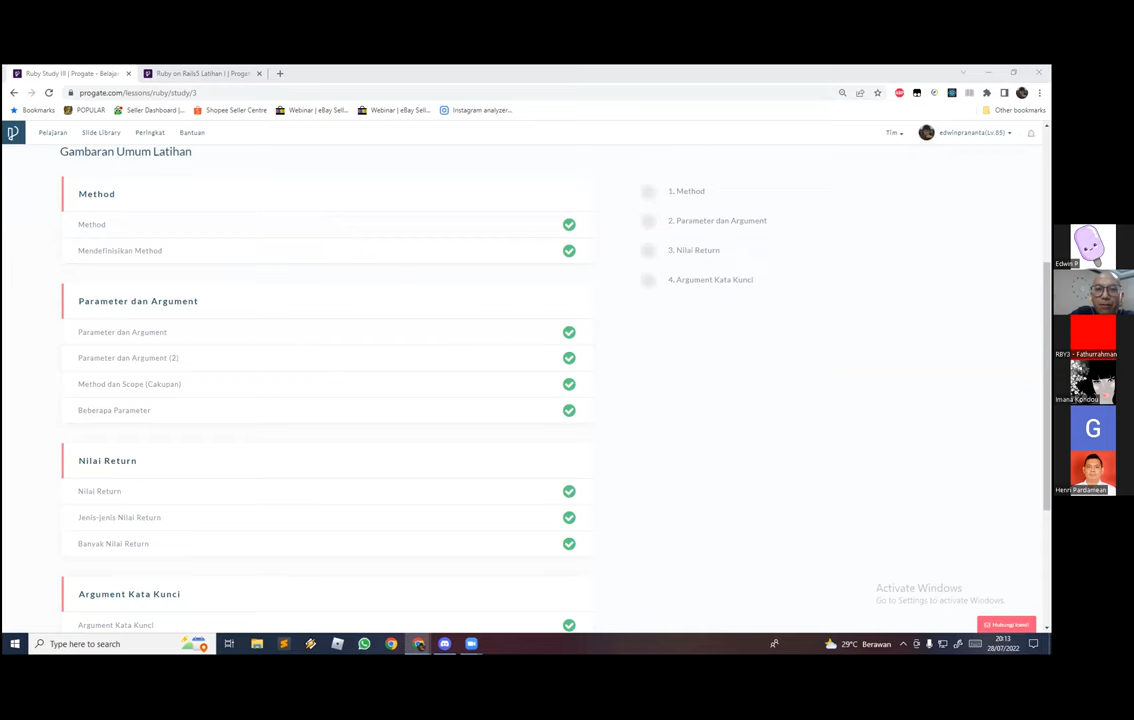 Ruby Study III | Progate - Belaja
Ruby on Rails5 Latihan I | Progat
progate.com/lessons/ruby/study/3
Bookmarks
POPULAR
Seller Dashboard |...
Shopee Seller Centre
Webinar | eBay Sell...
Webinar | eBay Sell...
Instagram analyzer...
Other bookmarks
Pelajaran
Slide Library
Peringkat
Bantuan
Tim
edwinprananta(Lv.85)
Gambaran Umum Latihan
Method
Method
Mendefinisikan Method
Parameter dan Argument
Parameter dan Argument
Parameter dan Argument (2)
Method dan Scope (Cakupan)
Beberapa Parameter
Nilai Return
Nilai Return
Jenis-jenis Nilai Return
Banyak Nilai Return
Argument Kata Kunci
Argument Kata Kunci
1. Method
2. Parameter dan Argument
3. Nilai Return
4. Argument Kata Kunci
Activate Windows
Go to Settings to activate Windows.
Hubungi kami!
Type here to search
29°C Berawan
20:13
28/07/2022
Edwin P
RBY3 - Fathurrahman
Imana Kondou
G
Henri Pardamean